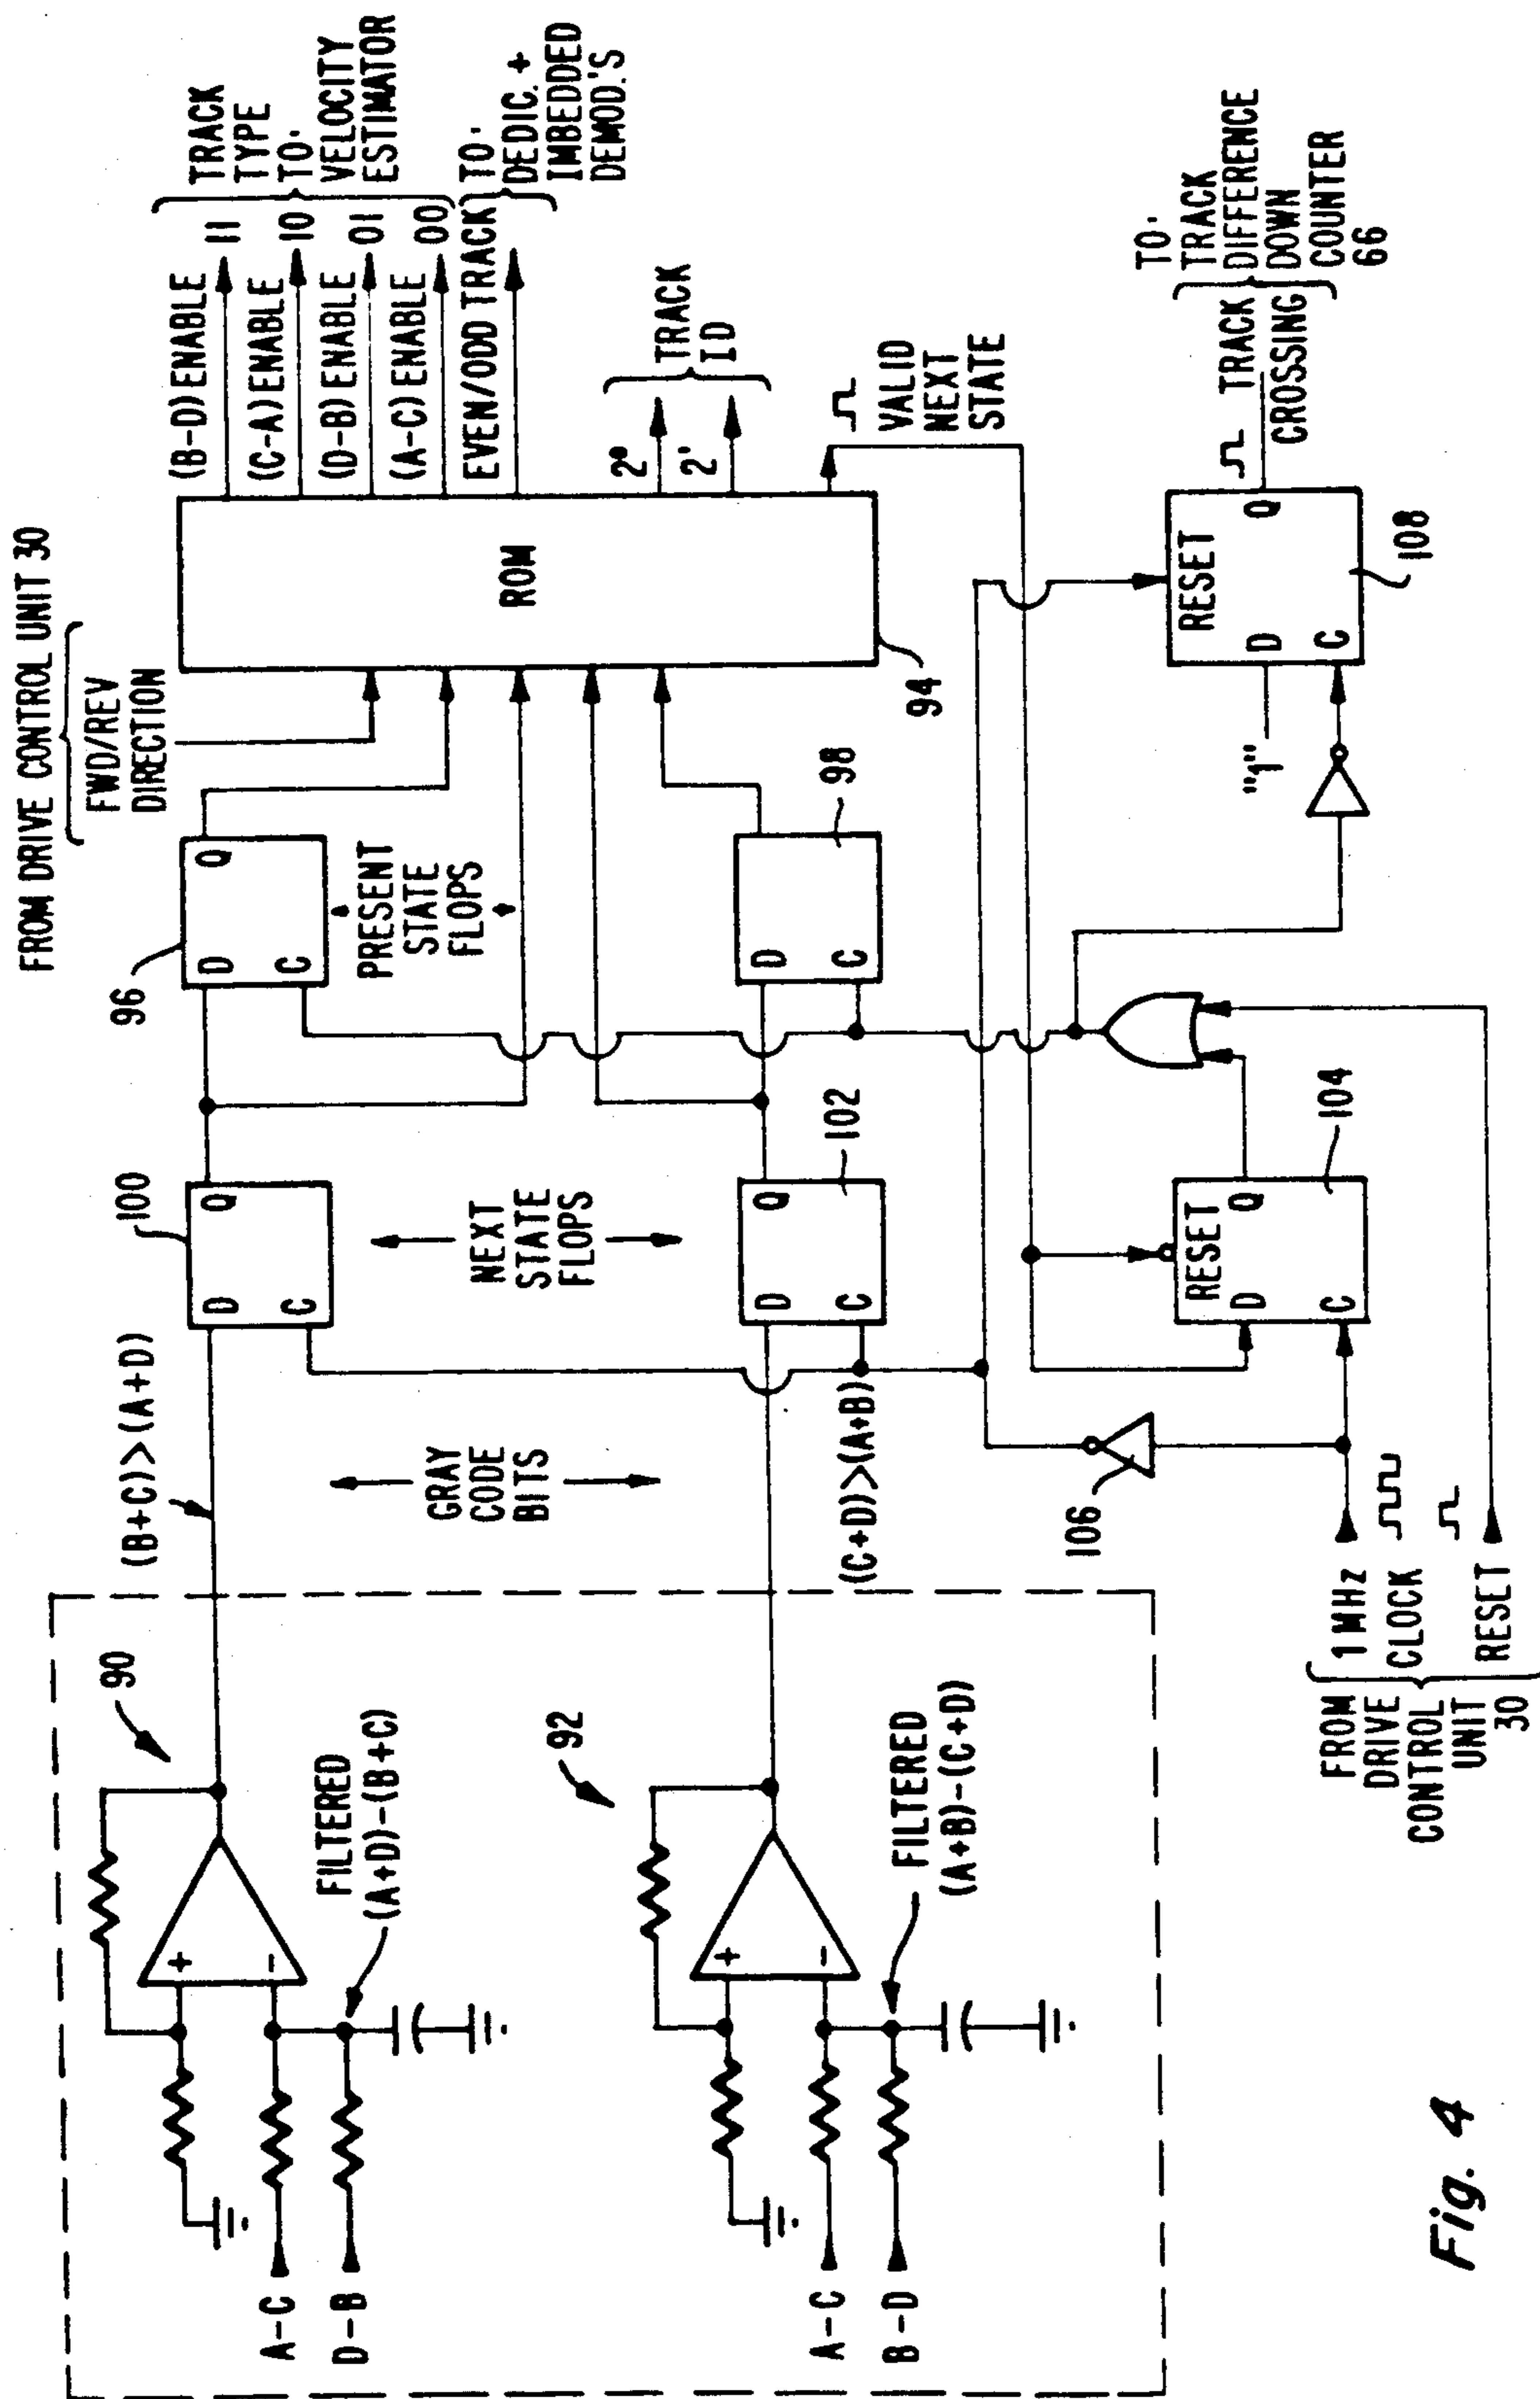 FROM DRIVE CONTROL UNIT 30
FWD/REV
DIRECTION
(B-D) ENABLE
11
(C-A) ENABLE
10
(D-B) ENABLE
01
(A-C) ENABLE
00
TRACK
TYPE
TO·
VELOCITY
ESTIMATOR
EVEN/ODD TRACK
TO·
DEDIC. +
IMBEDDED
DEMOD.'S
2⁰
2'
TRACK
ID
VALID
NEXT
STATE
ROM
94
96
D
Q
C
PRESENT
STATE
FLOPS
98
D
C
100
D
Q
C
NEXT
STATE
FLOPS
102
D
Q
C
(B+C)>(A+D)
GRAY
CODE
BITS
(C+D)>(A+B)
90
+
-
FILTERED
(A+D)-(B+C)
A-C
D-B
92
+
-
FILTERED
(A+B)-(C+D)
A-C
B-D
106
104
RESET
D
Q
C
"1"
RESET
D
Q
C
108
TRACK
CROSSING
TO·
TRACK
DIFFERENCE
DOWN
COUNTER
66
1 MHz
CLOCK
RESET
FROM
DRIVE
CONTROL
UNIT
30
Fig. 4